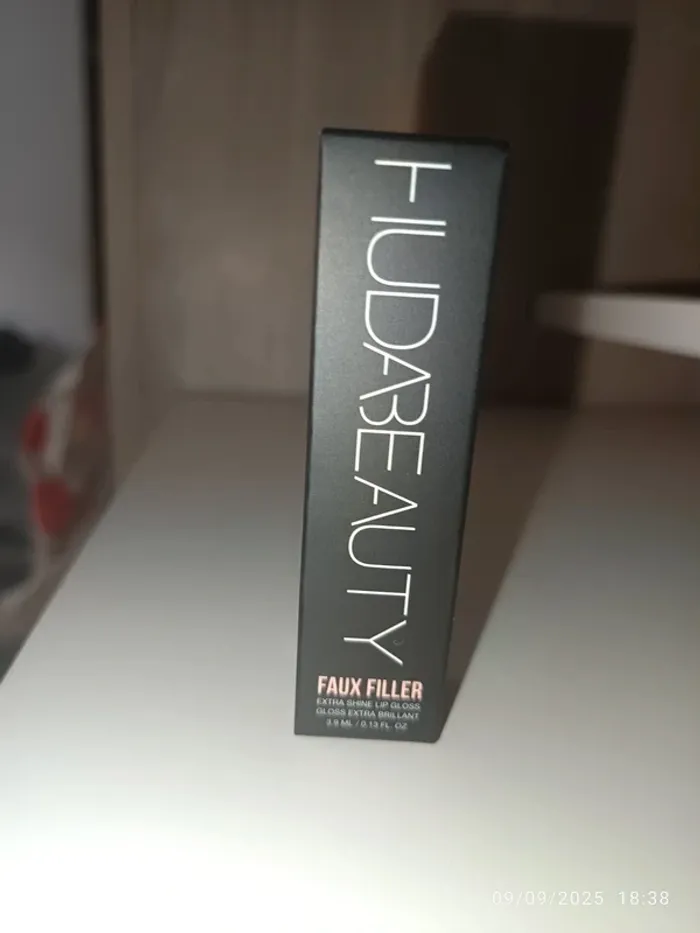 HUDABEAUTY
FAUX FILLER
EXTRA SHINE LIP GLOSS
GLOSS EXTRA BRILLANT
3.9 ML / 0.13 FL. OZ
09/09/2025 18:38